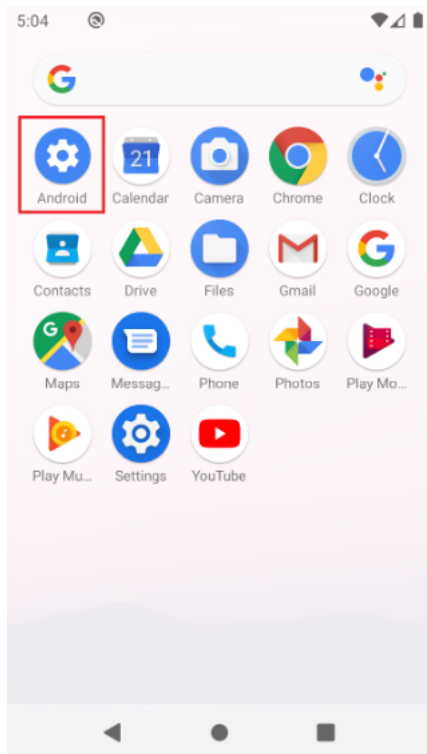 5:04
Android Calendar Camera Chrome Clock
21
Contacts Drive Files Gmail Google
Maps Messag... Phone Photos Play Mo...
Play Mu... Settings YouTube